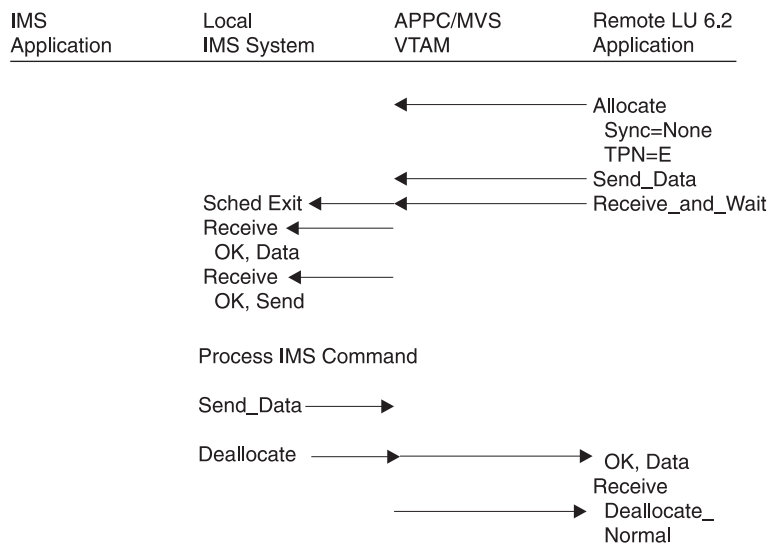 IMS Local APPC/MVS Remote LU 6.2
Application IMS System VTAM Application
Allocate
Sync=None
TPN=E
Send_Data
Sched Exit Receive_and_Wait
Receive
OK, Data
Receive
OK, Send
Process IMS Command
Send_Data
Deallocate
OK, Data
Receive
Deallocate_
Normal